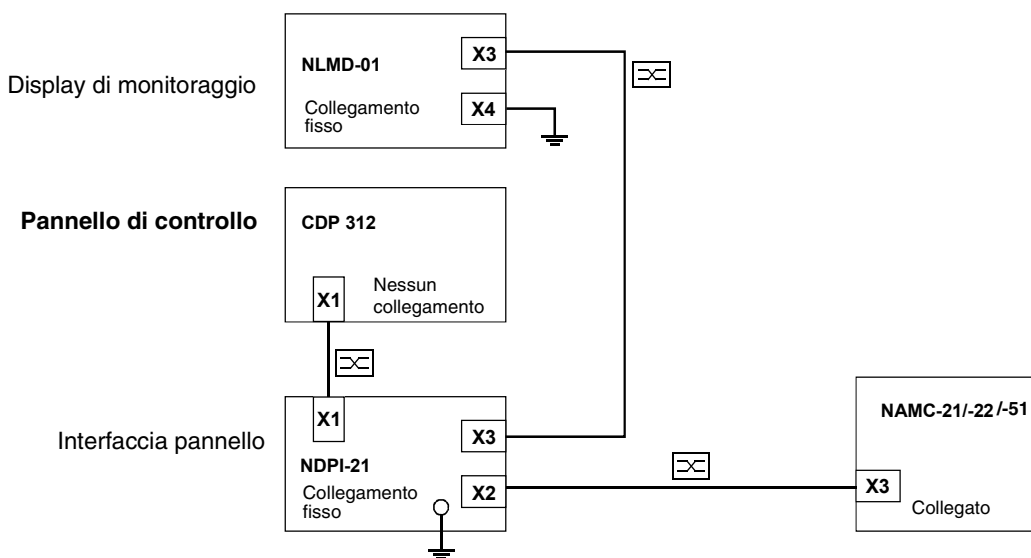 NLMD-01
X3
Display di monitoraggio
Collegamento
fisso
X4
Pannello di controllo
CDP 312
X1
Nessun
collegamento
X1
Interfaccia pannello
X3
NDPI-21
Collegamento
fisso
X2
NAMC-21/-22/-51
X3
Collegato